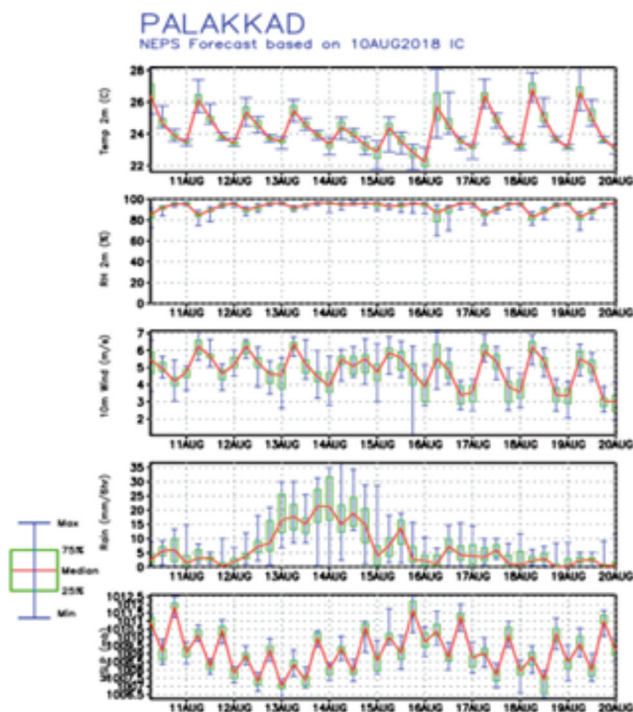 PALAKKAD
NEPS Forecast based on 10AUG2018 IC
Temp 2m (C)
28
26
24
22
11AUG 12AUG 13AUG 14AUG 15AUG 16AUG 17AUG 18AUG 19AUG 20AUG
RH 2m (%)
100
80
60
40
20
0
11AUG 12AUG 13AUG 14AUG 15AUG 16AUG 17AUG 18AUG 19AUG 20AUG
10m Wind (m/s)
7
6
5
4
3
2
11AUG 12AUG 13AUG 14AUG 15AUG 16AUG 17AUG 18AUG 19AUG 20AUG
Rain (mm/6hr)
35
30
25
20
15
10
5
0
11AUG 12AUG 13AUG 14AUG 15AUG 16AUG 17AUG 18AUG 19AUG 20AUG
Max
75%
Median
25%
Min
1012.5
1006.5
11AUG 12AUG 13AUG 14AUG 15AUG 16AUG 17AUG 18AUG 19AUG 20AUG